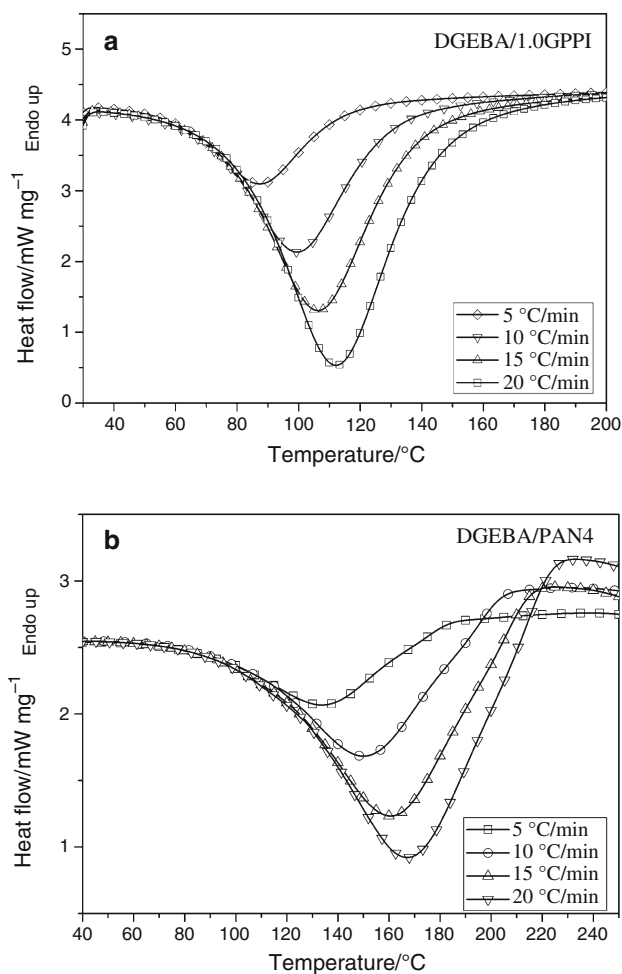 a
DGEBA/1.0GPPI
5
4
3
2
1
0
Heat flow/mW mg⁻¹ Endo up
5 °C/min
10 °C/min
15 °C/min
20 °C/min
40 60 80 100 120 140 160 180 200
Temperature/°C
b
DGEBA/PAN4
3
2
1
Heat flow/mW mg⁻¹ Endo up
5 °C/min
10 °C/min
15 °C/min
20 °C/min
40 60 80 100 120 140 160 180 200 220 240
Temperature/°C